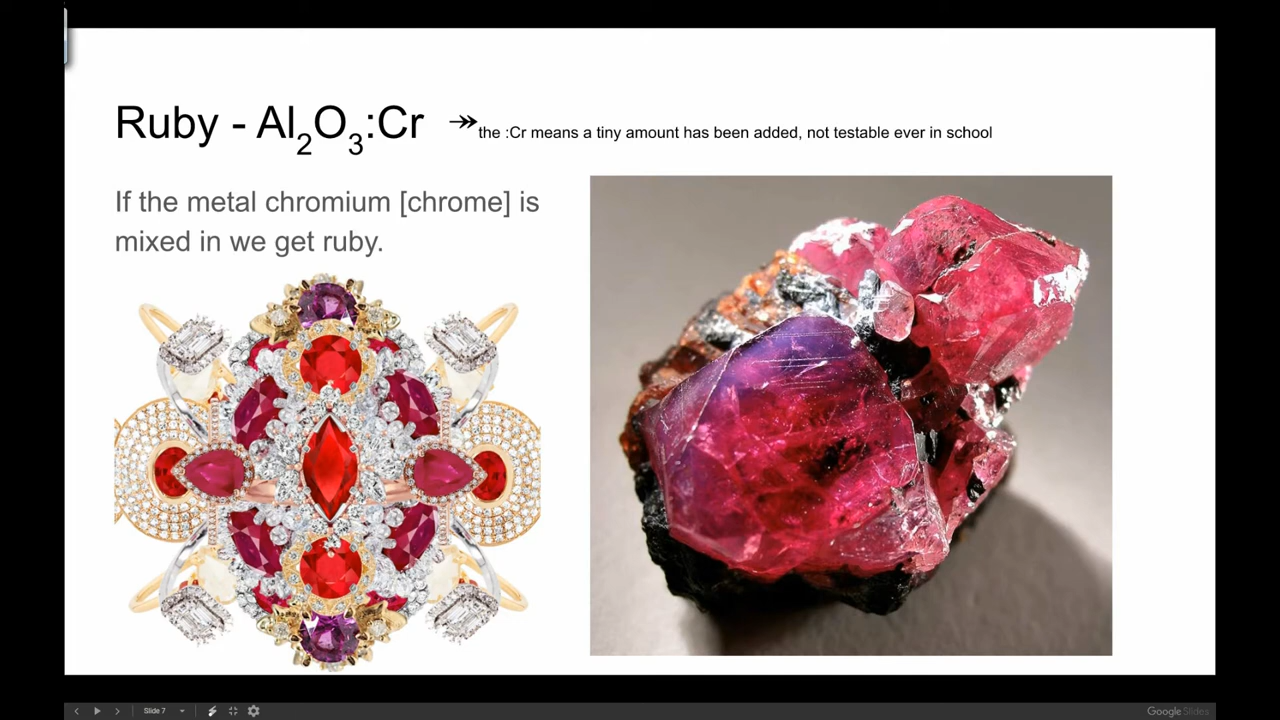 Ruby - Al₂O₃:Cr ↠ the :Cr means a tiny amount has been added, not testable ever in school
If the metal chromium [chrome] is
mixed in we get ruby.
Slide 7
Google Slides